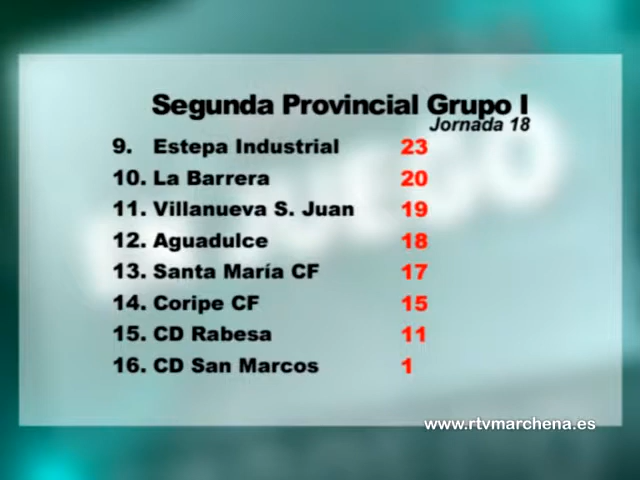 Segunda Provincial Grupo I
Jornada 18
9. Estepa Industrial 23
10. La Barrera 20
11. Villanueva S. Juan 19
12. Aguadulce 18
13. Santa María CF 17
14. Coripe CF 15
15. CD Rabesa 11
16. CD San Marcos 1
www.rtvmarchena.es